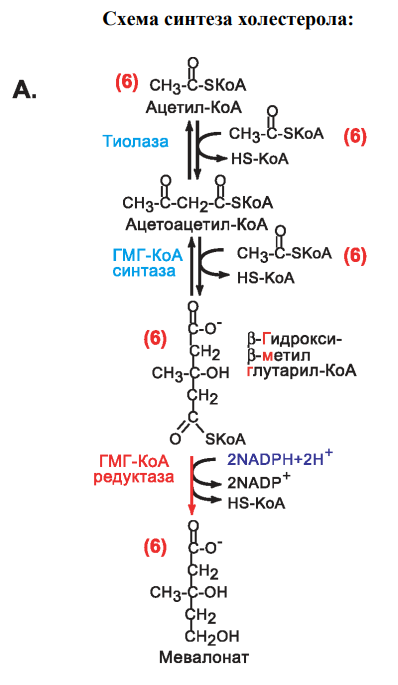 Схема синтеза холестерола:
А.
(6) CH3-C-SKoA
O
Ацетил-КоА
Тиолаза
O
CH3-C-SKoA (6)
HS-KoA
O O
CH3-C-CH2-C-SKoA
Ацетоацетил-КоА
ГМГ-КоА
синтаза
O
CH3-C-SKoA (6)
HS-KoA
O
(6) C-O-
CH2
CH3-C-OH
CH2
C
O SKoA
β-Гидрокси-
β-метил
глутарил-КоА
ГМГ-КоА
редуктаза
2NADPH+2H+
2NADP+
HS-KoA
O
(6) C-O-
CH2
CH3-C-OH
CH2
CH2OH
Мевалонат